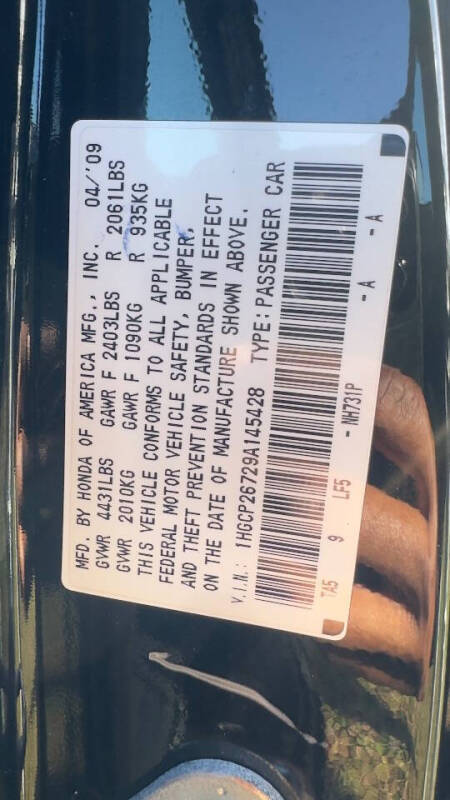 MFD. BY HONDA OF AMERICA MFG., INC. 04/'09
GVWR 4431LBS GAWR F 2403LBS R 2061LBS
GVWR 2010KG GAWR F 1090KG R 935KG
THIS VEHICLE CONFORMS TO ALL APPLICABLE
FEDERAL MOTOR VEHICLE SAFETY, BUMPER,
AND THEFT PREVENTION STANDARDS IN EFFECT
ON THE DATE OF MANUFACTURE SHOWN ABOVE.
V.I.N.: 1HGCP26729A145428 TYPE: PASSENGER CAR
TA5 9 LF5 - NH731P - A - A